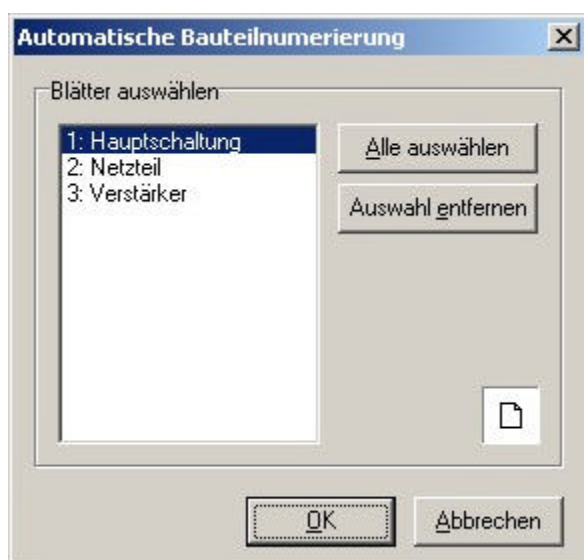 Automatische Bauteilnumerierung
Blätter auswählen
1: Hauptschaltung
2: Netzteil
3: Verstärker
Alle auswählen
Auswahl entfernen
OK
Abbrechen